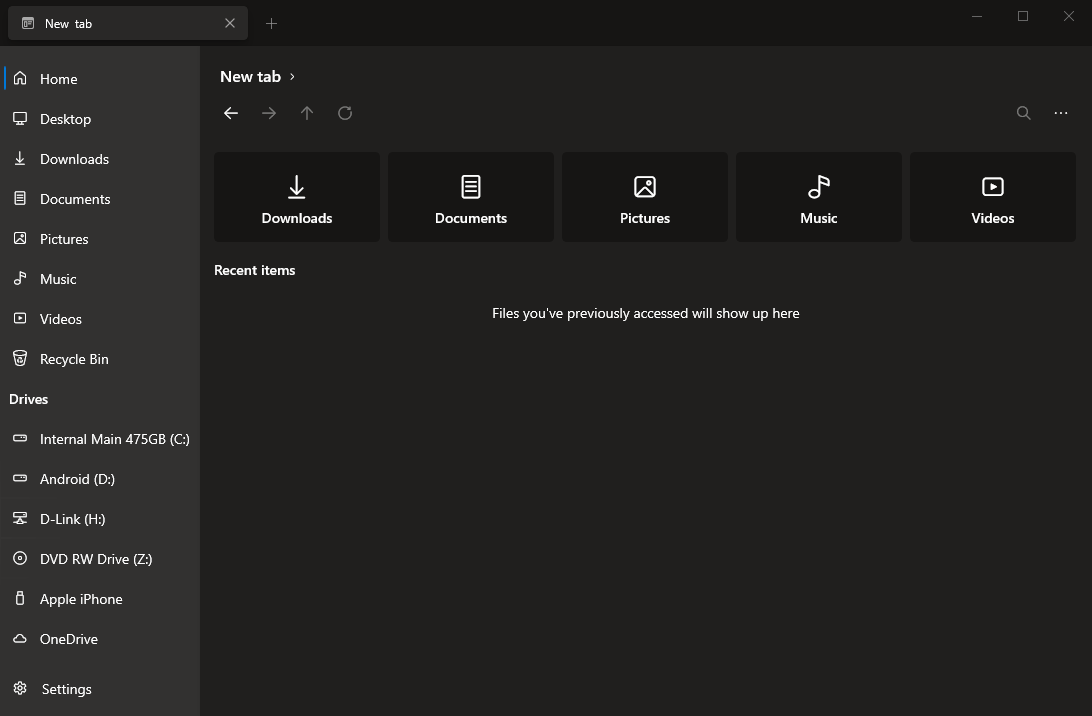 New tab
Home
Desktop
Downloads
Documents
Pictures
Music
Videos
Recycle Bin
Drives
Internal Main 475GB (C:)
Android (D:)
D-Link (H:)
DVD RW Drive (Z:)
Apple iPhone
OneDrive
Settings
New tab
Downloads
Documents
Pictures
Music
Videos
Recent items
Files you've previously accessed will show up here